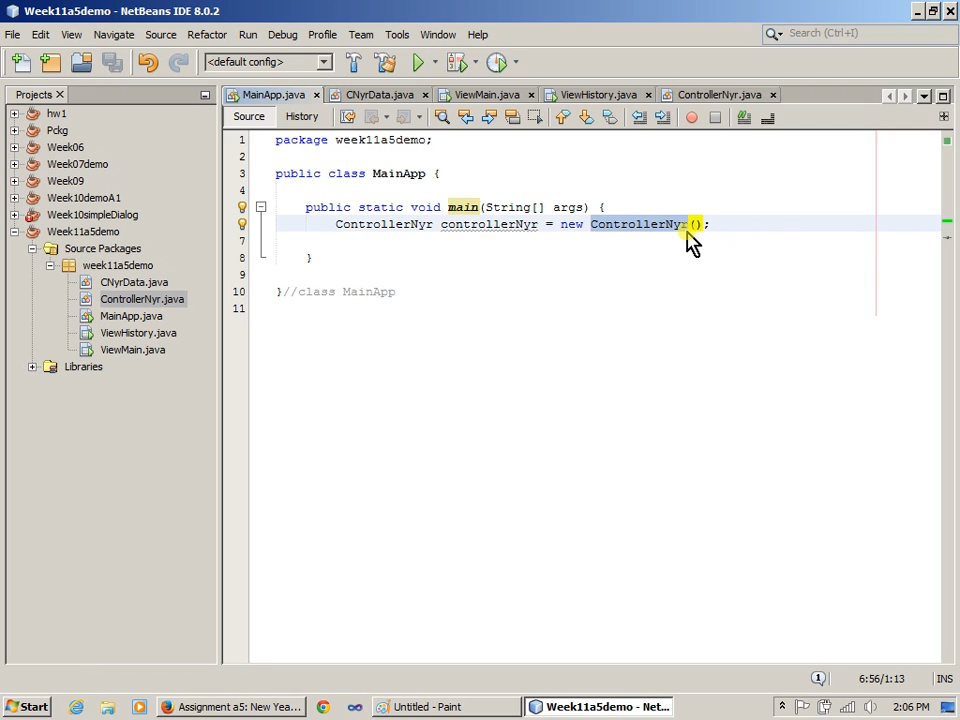 Week11a5demo - NetBeans IDE 8.0.2
File Edit View Navigate Source Refactor Run Debug Profile Team Tools Window Help
Search (Ctrl+I)
<default config>
Projects
MainApp.java CNyrData.java ViewMain.java ViewHistory.java ControllerNyr.java
Source History
hw1
Pckg
Week06
Week07demo
Week09
Week10demoA1
Week10simpleDialog
Week11a5demo
Source Packages
week11a5demo
CNyrData.java
ControllerNyr.java
MainApp.java
ViewHistory.java
ViewMain.java
Libraries
1 package week11a5demo;
2
3 public class MainApp {
4
public static void main(String[] args) {
ControllerNyr controllerNyr = new ControllerNyr();
7
8 }
9
10 }//class MainApp
11
1 6:56/1:13 INS
Start Assignment a5: New Yea... Untitled - Paint Week11a5demo - Net... 2:06 PM